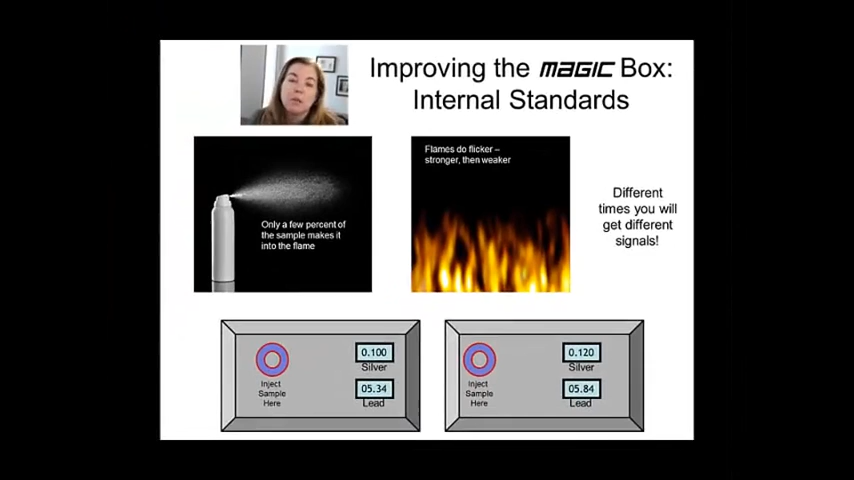 Improving the MAGIC Box:
Internal Standards
Only a few percent of
the sample makes it
into the flame
Flames do flicker –
stronger, then weaker
Different
times you will
get different
signals!
Inject
Sample
Here
0.100
Silver
05.34
Lead
Inject
Sample
Here
0.120
Silver
05.84
Lead